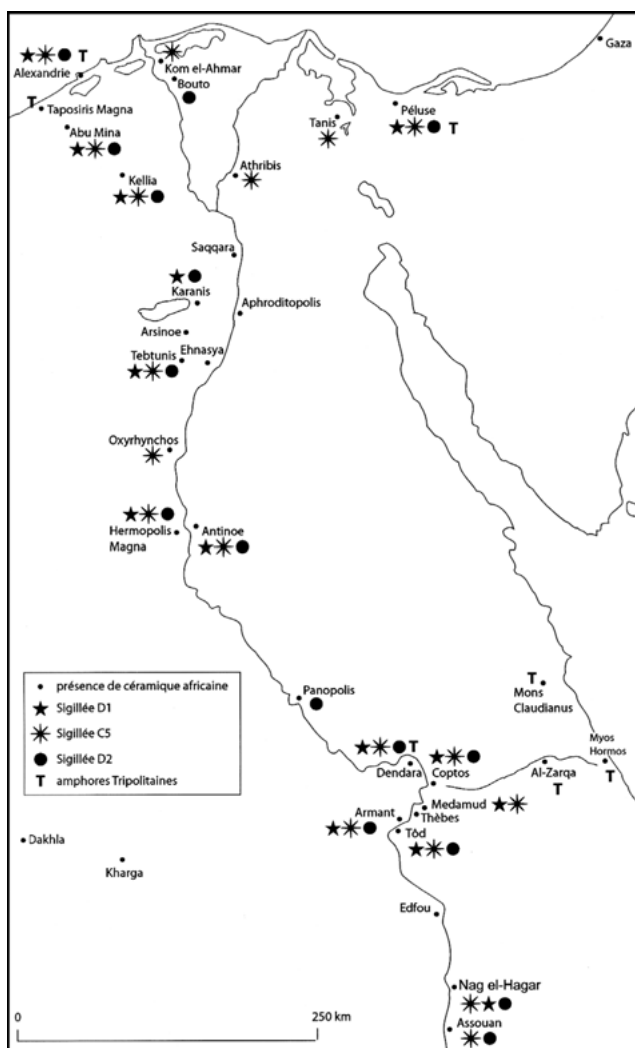 Gaza
T
Alexandrie
Kom el-Ahmar
Bouto
T
Taposiris Magna
Abu Mina
Tanis
Péluse
T
Kellia
Athribis
Saqqara
Karanis
Aphroditopolis
Arsinoe
Tebtunis
Ehnasya
Oxyrhynchos
Hermopolis
Magna
Antinoe
présence de céramique africaine
Sigillée D1
Sigillée C5
Sigillée D2
T amphores Tripolitaines
Panopolis
T
Mons
Claudianus
Myos
Hormos
T
T
Dendara
Coptos
Al-Zarqa
T
Medamud
Thèbes
Armant
Tôd
Dakhla
Kharga
Edfou
Nag el-Hagar
Assouan
0
250 km